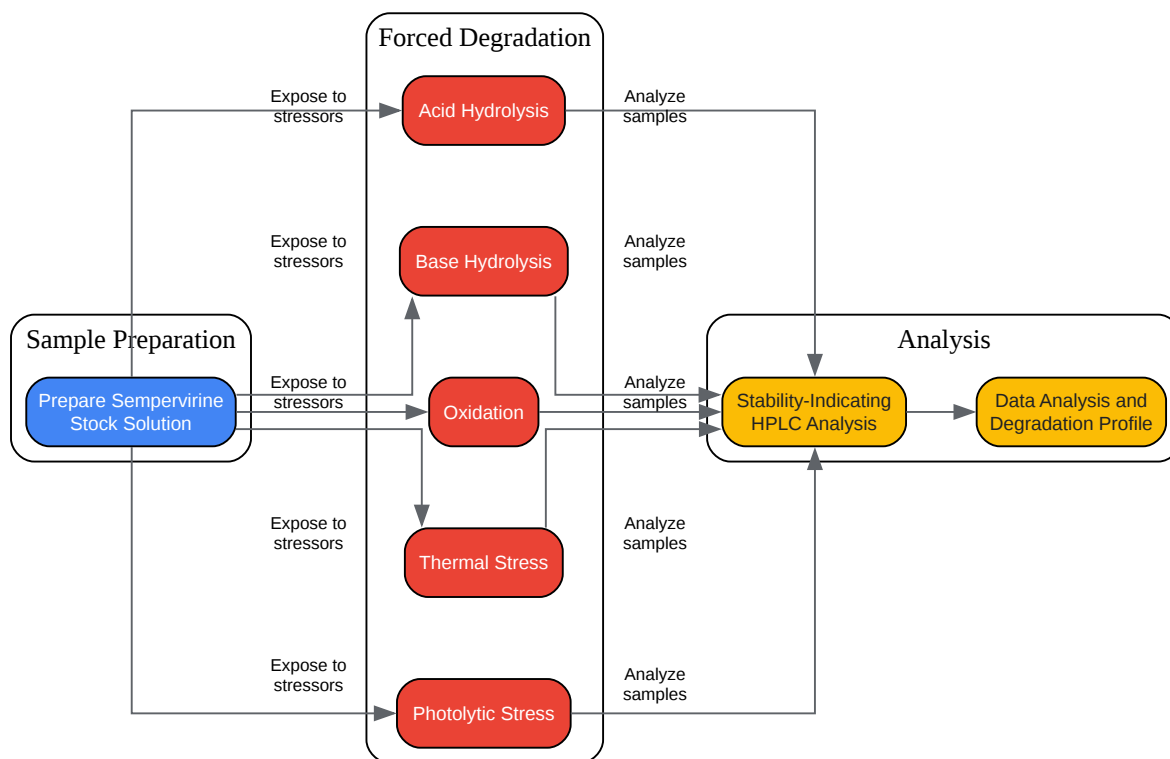 Forced Degradation
Expose to
stressors
Acid Hydrolysis
Analyze
samples
Expose to
stressors
Base Hydrolysis
Analyze
samples
Sample Preparation
Prepare Sempervirine
Stock Solution
Expose to
stressors
Oxidation
Analyze
samples
Analysis
Stability-Indicating
HPLC Analysis
Data Analysis and
Degradation Profile
Expose to
stressors
Thermal Stress
Analyze
samples
Expose to
stressors
Photolytic Stress
Analyze
samples